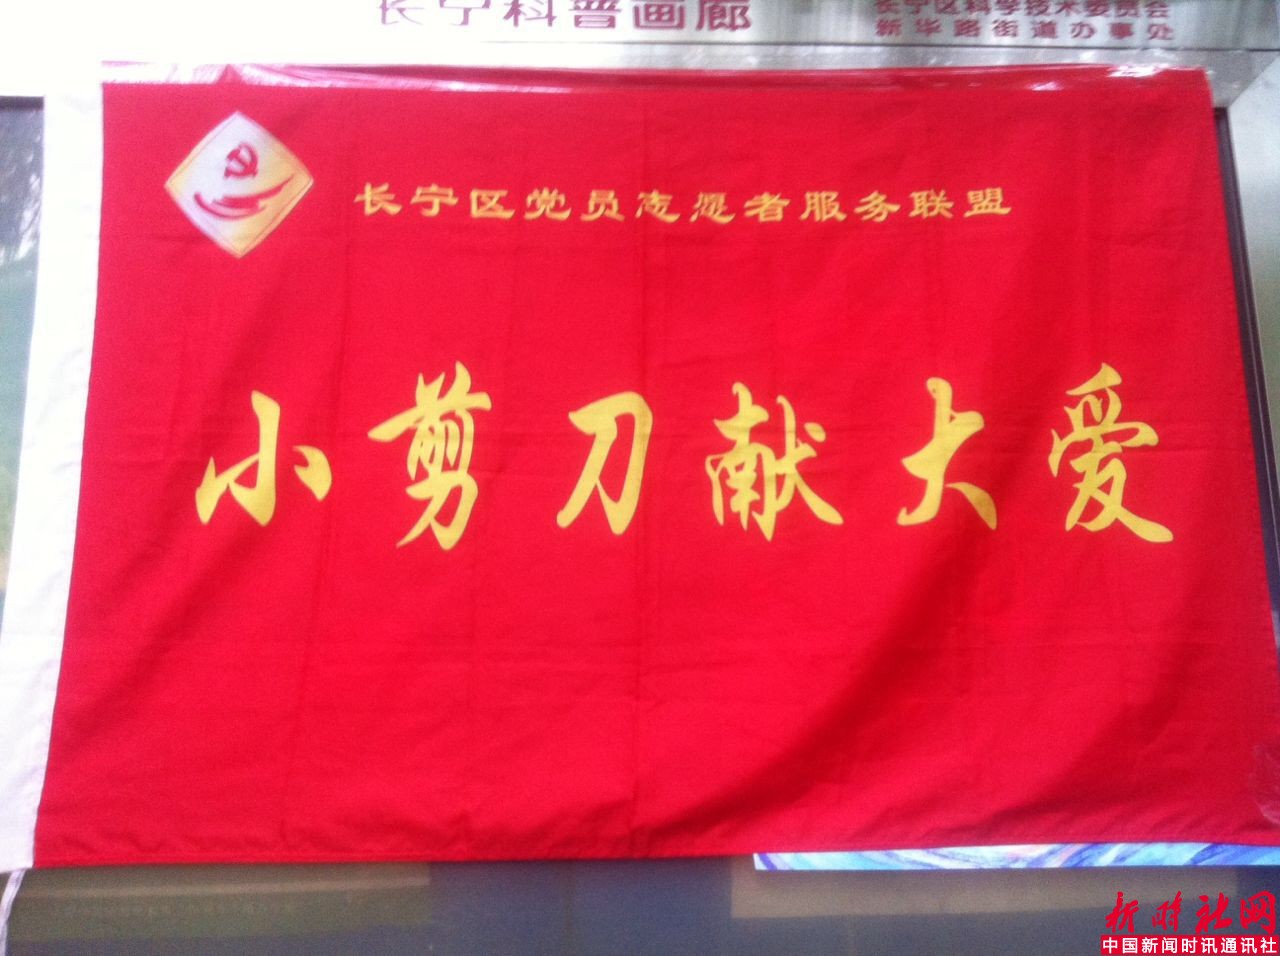 长宁科普画廊
长宁区科学技术委员会
新华路街道办事处
长宁区党员志愿者服务联盟
小剪刀献大爱
新时社网
中国新闻时讯通讯社